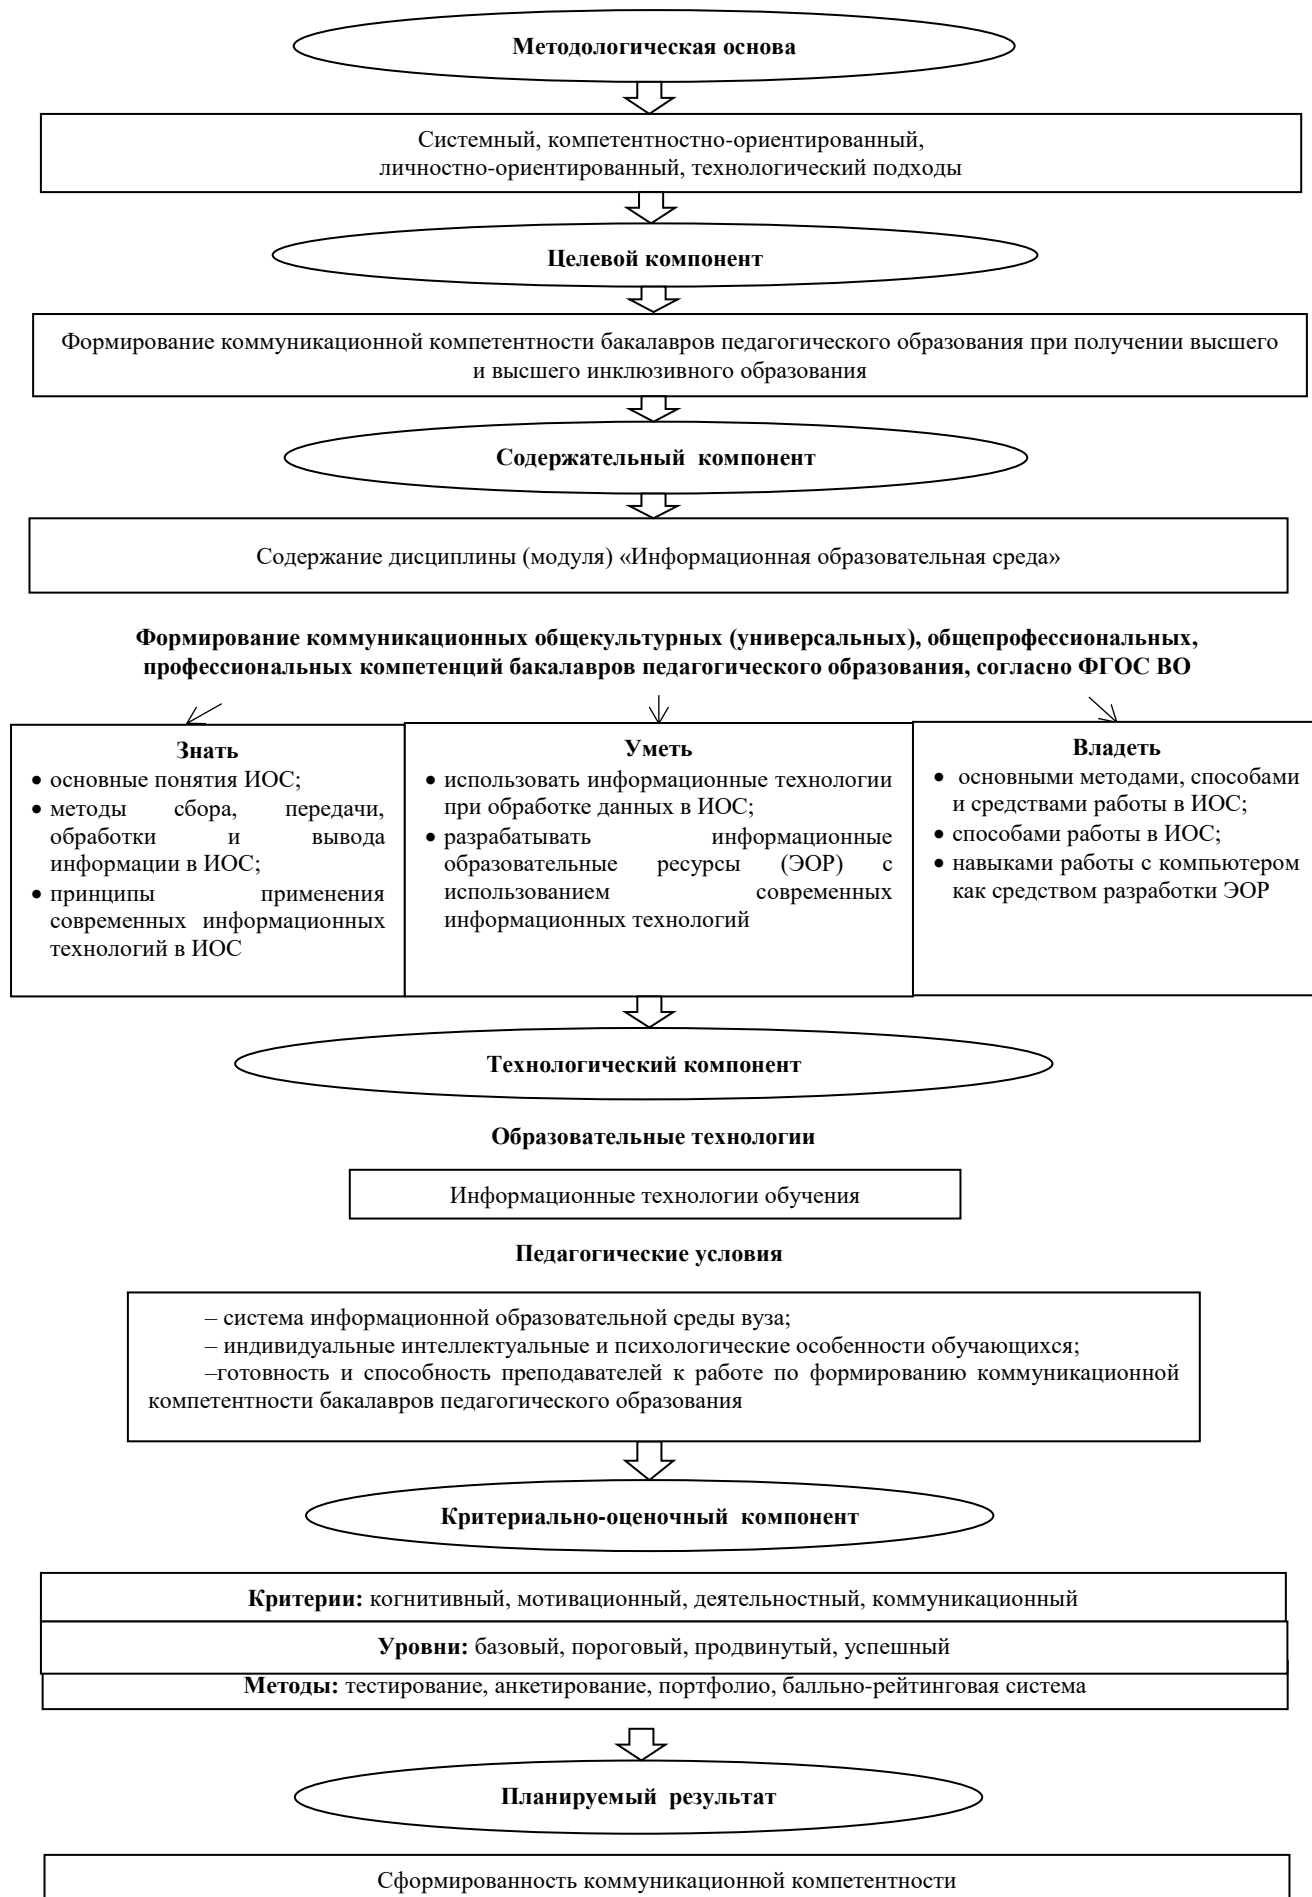 Методологическая основа
Системный, компетентностно-ориентированный,
личностно-ориентированный, технологический подходы
Целевой компонент
Формирование коммуникационной компетентности бакалавров педагогического образования при получении высшего
и высшего инклюзивного образования
Содержательный компонент
Содержание дисциплины (модуля) «Информационная образовательная среда»
Формирование коммуникационных общекультурных (универсальных), общепрофессиональных,
профессиональных компетенций бакалавров педагогического образования, согласно ФГОС ВО
Знать
• основные понятия ИОС;
• методы сбора, передачи,
обработки и вывода
информации в ИОС;
• принципы применения
современных информационных
технологий в ИОС
Уметь
• использовать информационные технологии
при обработке данных в ИОС;
• разрабатывать информационные
образовательные ресурсы (ЭОР) с
использованием современных
информационных технологий
Владеть
• основными методами, способами
и средствами работы в ИОС;
• способами работы в ИОС;
• навыками работы с компьютером
как средством разработки ЭОР
Технологический компонент
Образовательные технологии
Информационные технологии обучения
Педагогические условия
– система информационной образовательной среды вуза;
– индивидуальные интеллектуальные и психологические особенности обучающихся;
–готовность и способность преподавателей к работе по формированию коммуникационной
компетентности бакалавров педагогического образования
Критериально-оценочный компонент
Критерии: когнитивный, мотивационный, деятельностный, коммуникационный
Уровни: базовый, пороговый, продвинутый, успешный
Методы: тестирование, анкетирование, портфолио, балльно-рейтинговая система
Планируемый результат
Сформированность коммуникационной компетентности